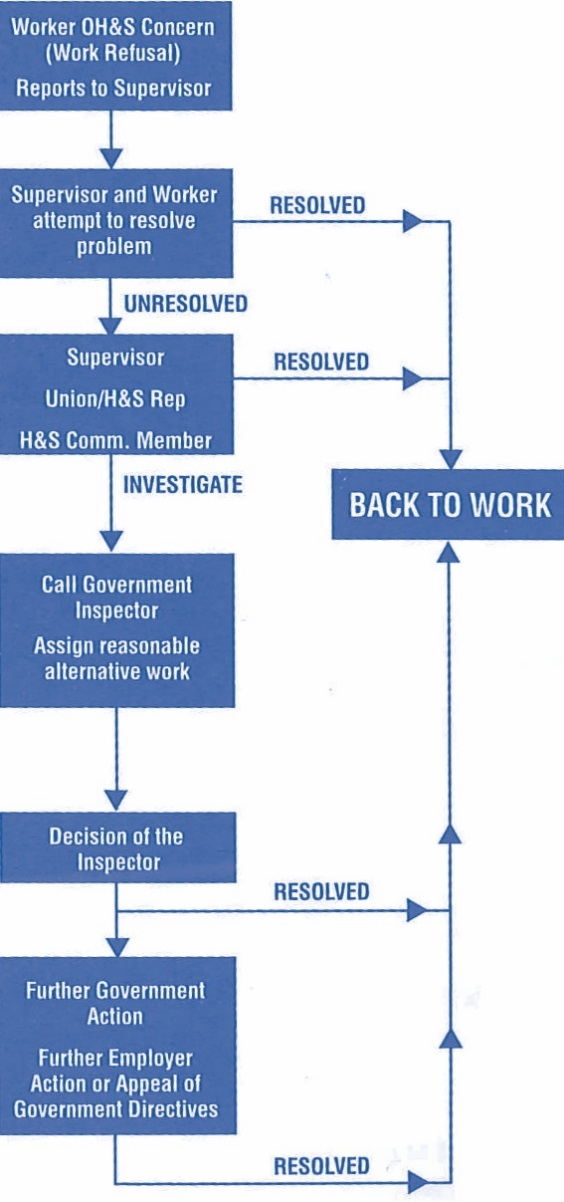 Worker OH&S Concern
(Work Refusal)
Reports to Supervisor
Supervisor and Worker
attempt to resolve
problem
RESOLVED
UNRESOLVED
Supervisor
Union/H&S Rep
H&S Comm. Member
RESOLVED
INVESTIGATE
BACK TO WORK
Call Government
Inspector
Assign reasonable
alternative work
Decision of the
Inspector
RESOLVED
Further Government
Action
Further Employer
Action or Appeal of
Government Directives
RESOLVED